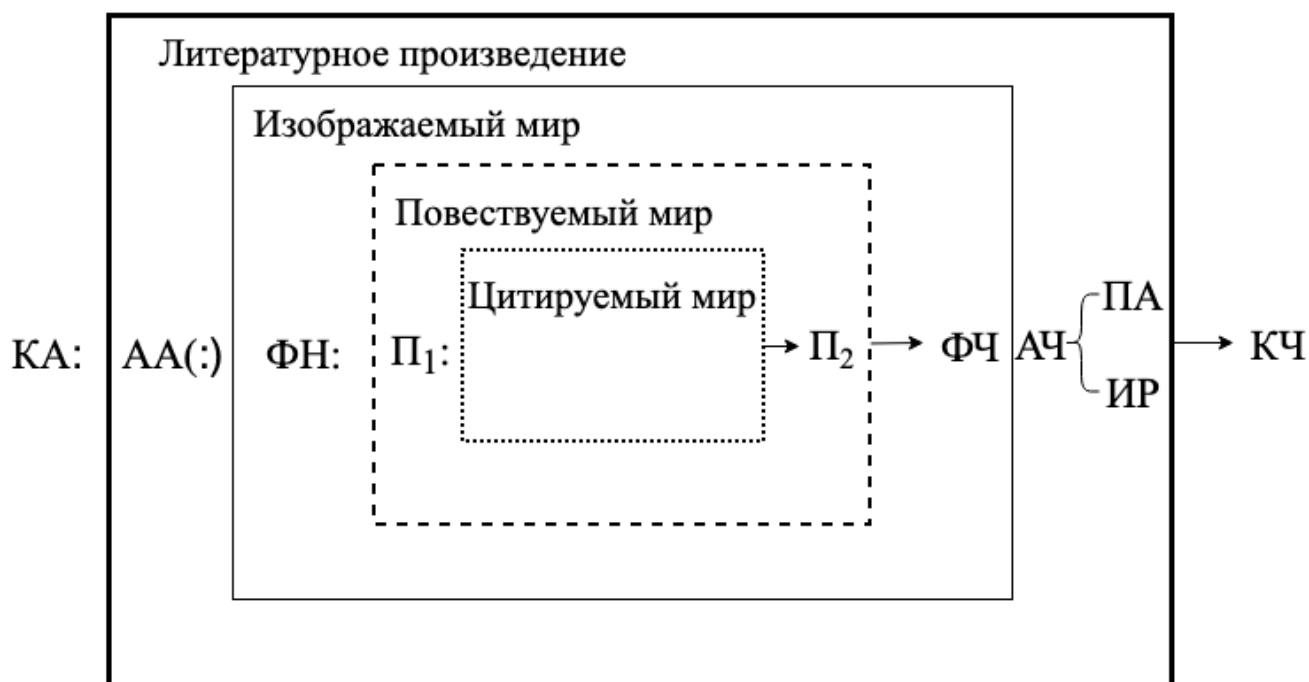 Литературное произведение
Изображаемый мир
Повествуемый мир
Цитируемый мир
ПА
КА: АА(:) ФН: П₁: П₂ ФЧ АЧ КЧ
ИР